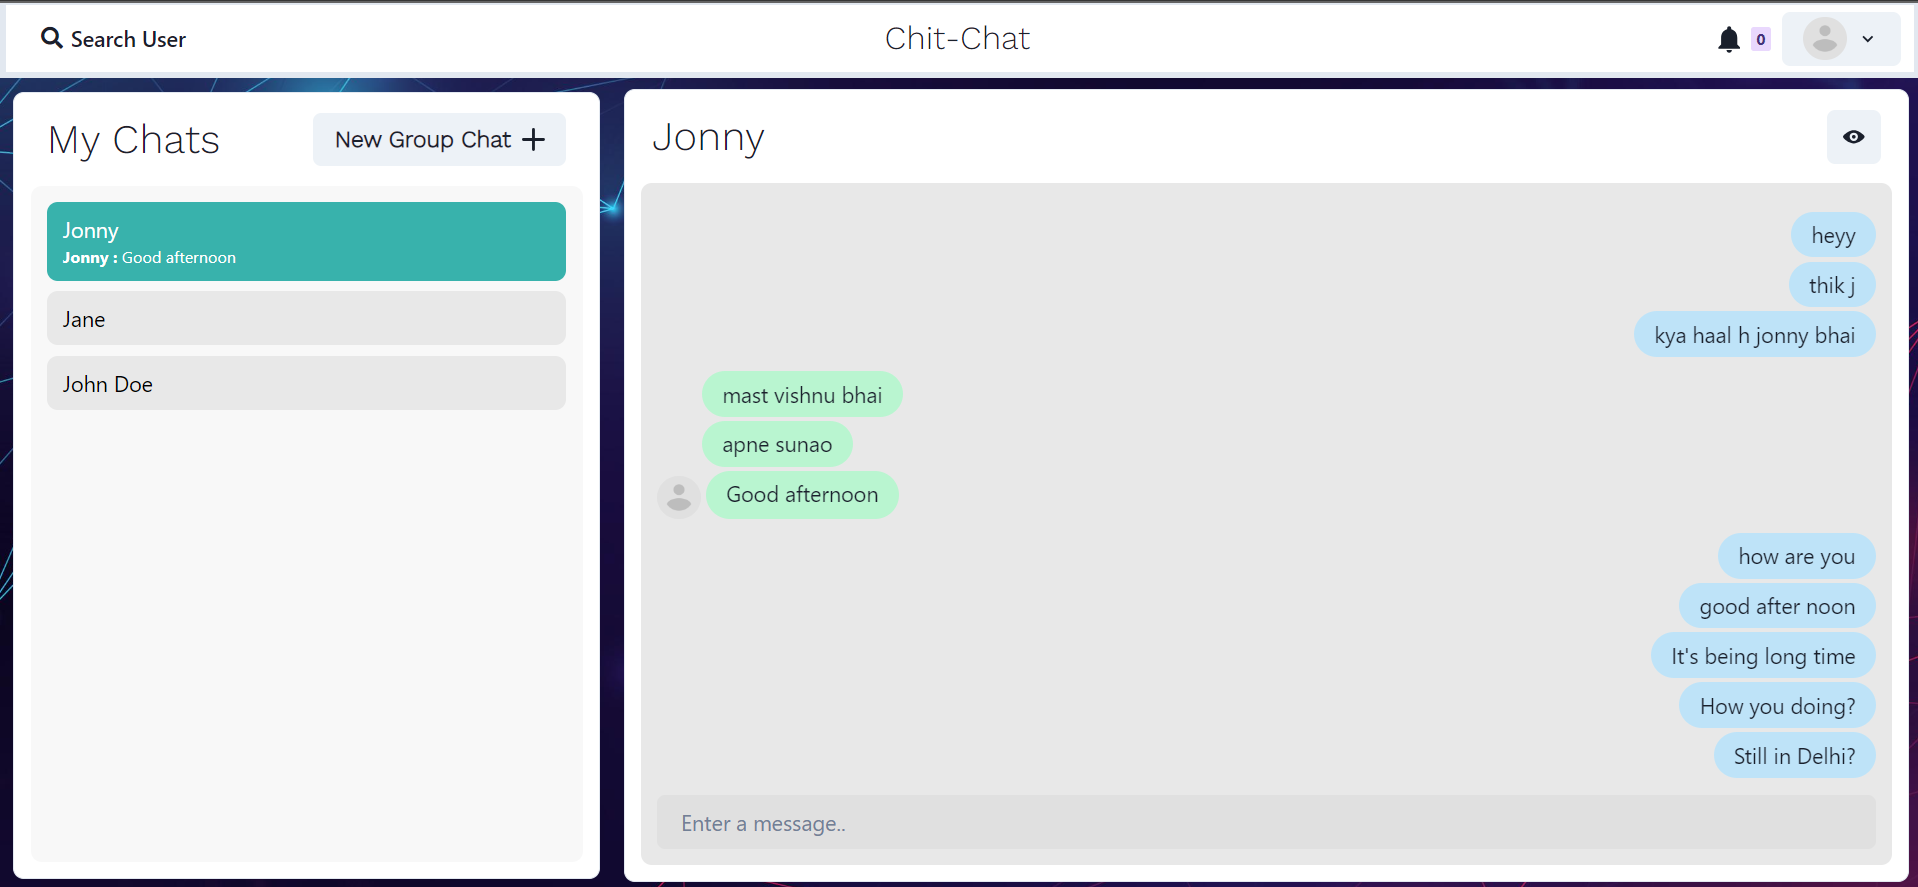 Search User
Chit-Chat
0
My Chats
New Group Chat
Jonny
Jonny : Good afternoon
Jane
John Doe
Jonny
heyy
thik j
kya haal h jonny bhai
mast vishnu bhai
apne sunao
Good afternoon
how are you
good after noon
It's being long time
How you doing?
Still in Delhi?
Enter a message..